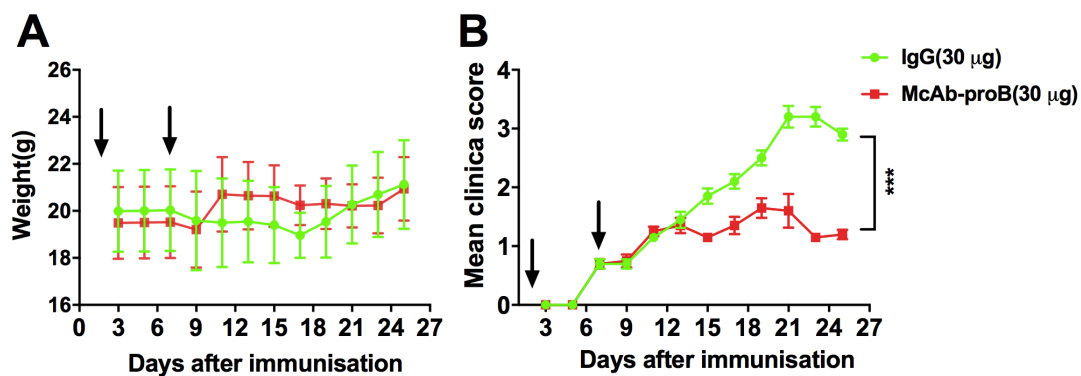 A
Weight(g)
26
24
22
20
18
16
0 3 6 9 12 15 18 21 24 27
Days after immunisation
B
Mean clinica score
4
3
2
1
0
3 6 9 12 15 18 21 24 27
Days after immunisation
IgG(30 μg)
McAb-proB(30 μg)
***